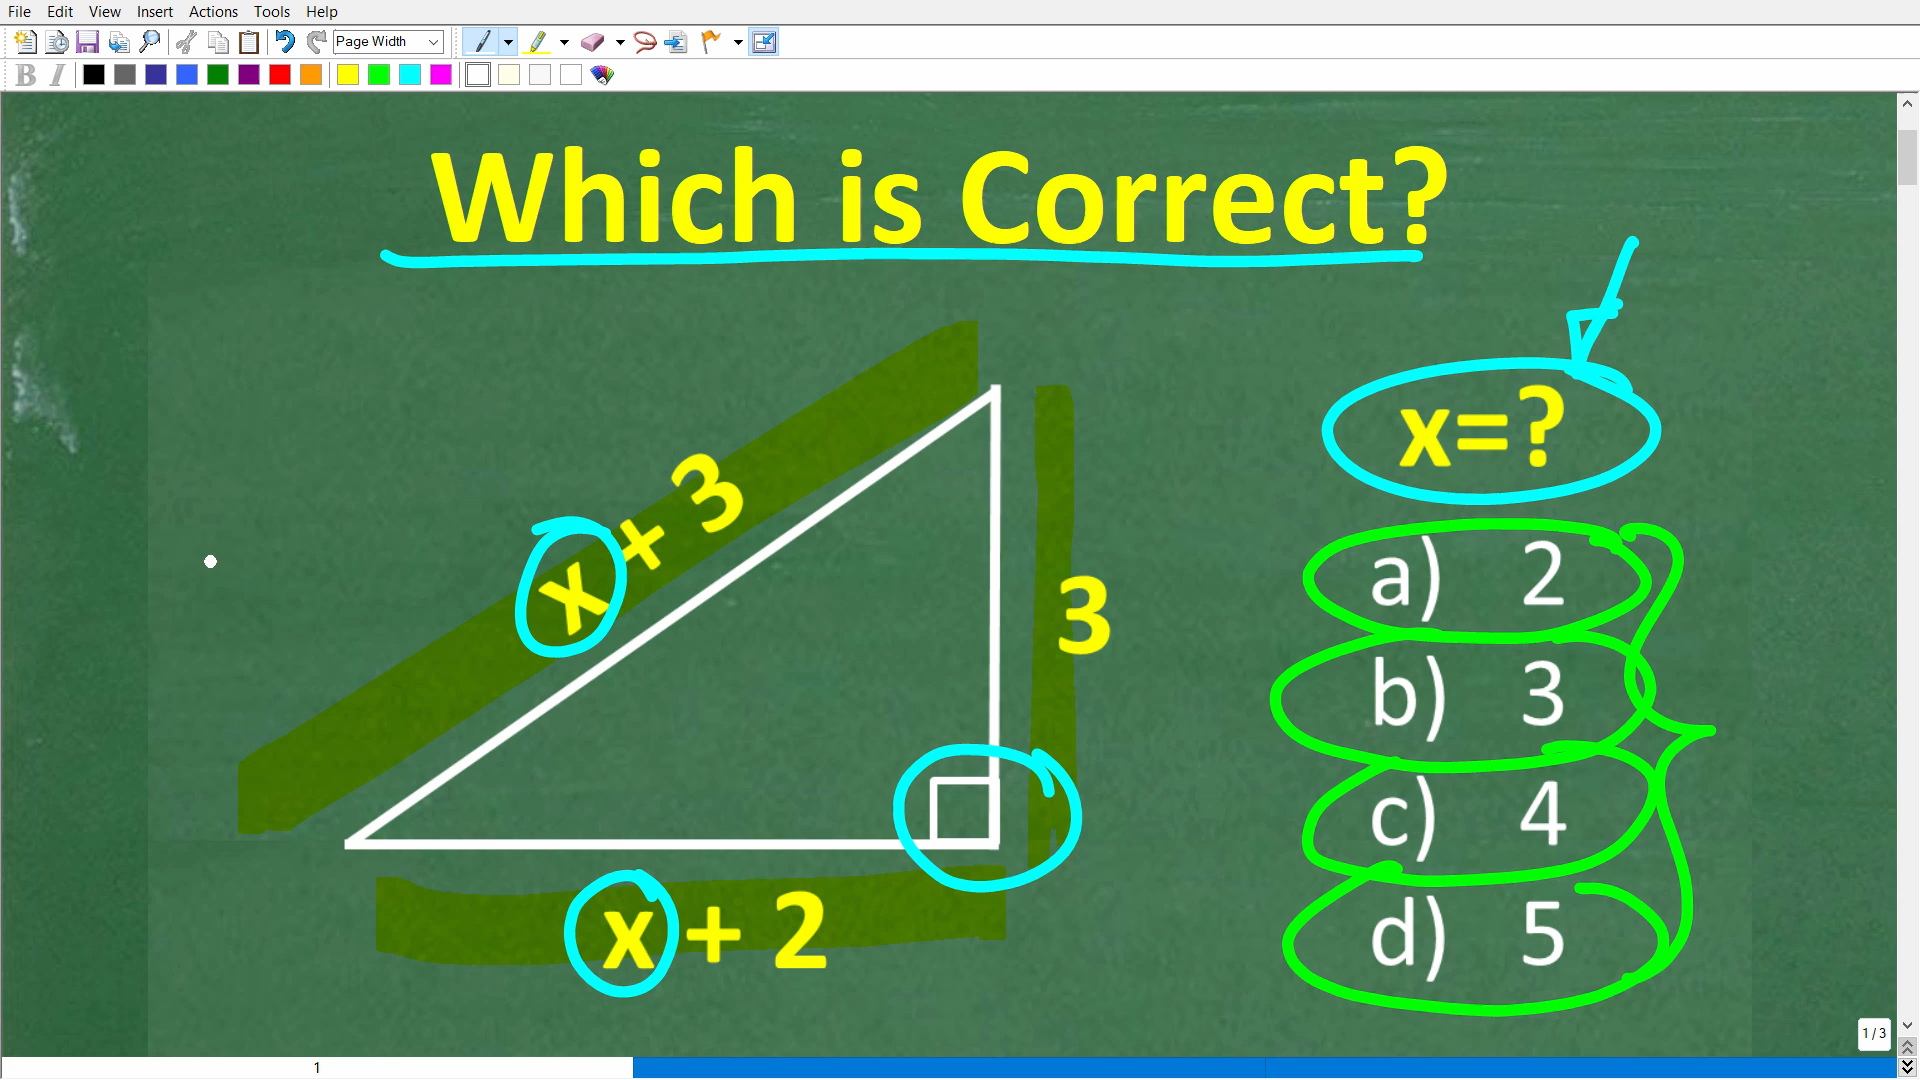 File Edit View Insert Actions Tools Help
Page Width
B I
Which is Correct?
x=?
x + 3
3
a) 2
b) 3
c) 4
d) 5
x + 2
1 / 3
1